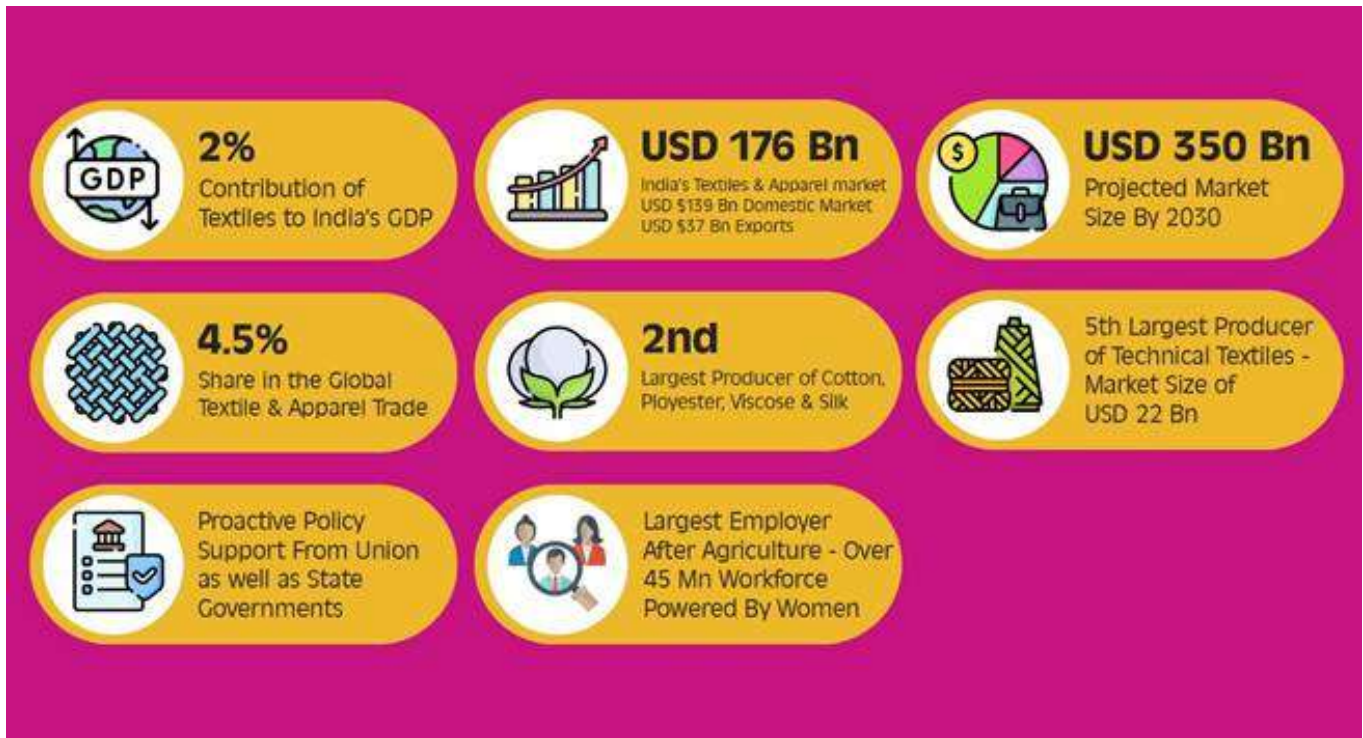 GDP
2%
Contribution of
Textiles to India's GDP
USD 176 Bn
India's Textiles & Apparel market
USD $139 Bn Domestic Market
USD $37 Bn Exports
$
USD 350 Bn
Projected Market
Size By 2030
4.5%
Share in the Global
Textile & Apparel Trade
2nd
Largest Producer of Cotton,
Ployester, Viscose & Silk
5th Largest Producer
of Technical Textiles -
Market Size of
USD 22 Bn
Proactive Policy
Support From Union
as well as State
Governments
Largest Employer
After Agriculture - Over
45 Mn Workforce
Powered By Women